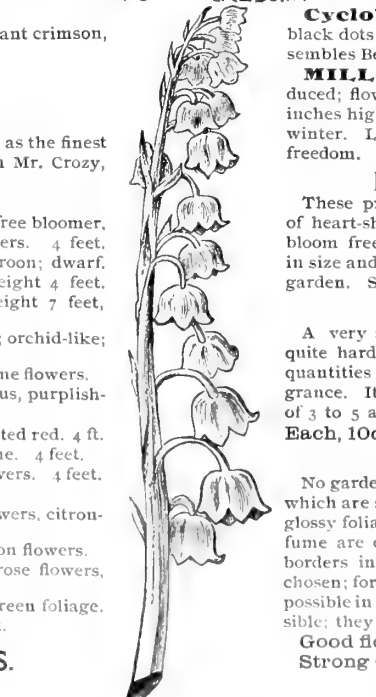 ant crimson,
as the finest
Mr. Crozy,
free bloomer,
ers. 4 feet.
roon; dwarf.
eight 4 feet.
eight 7 feet,
; orchid-like;
ne flowers.
us, purplish-
ted red. 4 ft.
ne. 4 feet.
vers. 4 feet.
wers, citron-
on flowers.
rose flowers,
reen foliage.
S.
Cyclo
black dots
sembles Be
MILL
duced; flow
inches hig
winter. L
freedom.
These p
of heart-sh
bloom free
in size and
garden. S
A very
quite hard
quantities
grance. It
of 3 to 5 a
Each, 10c
No garde
which are s
glossy folia
fume are
borders in
chosen; for
possible in
sible; they
Good flo
Strong